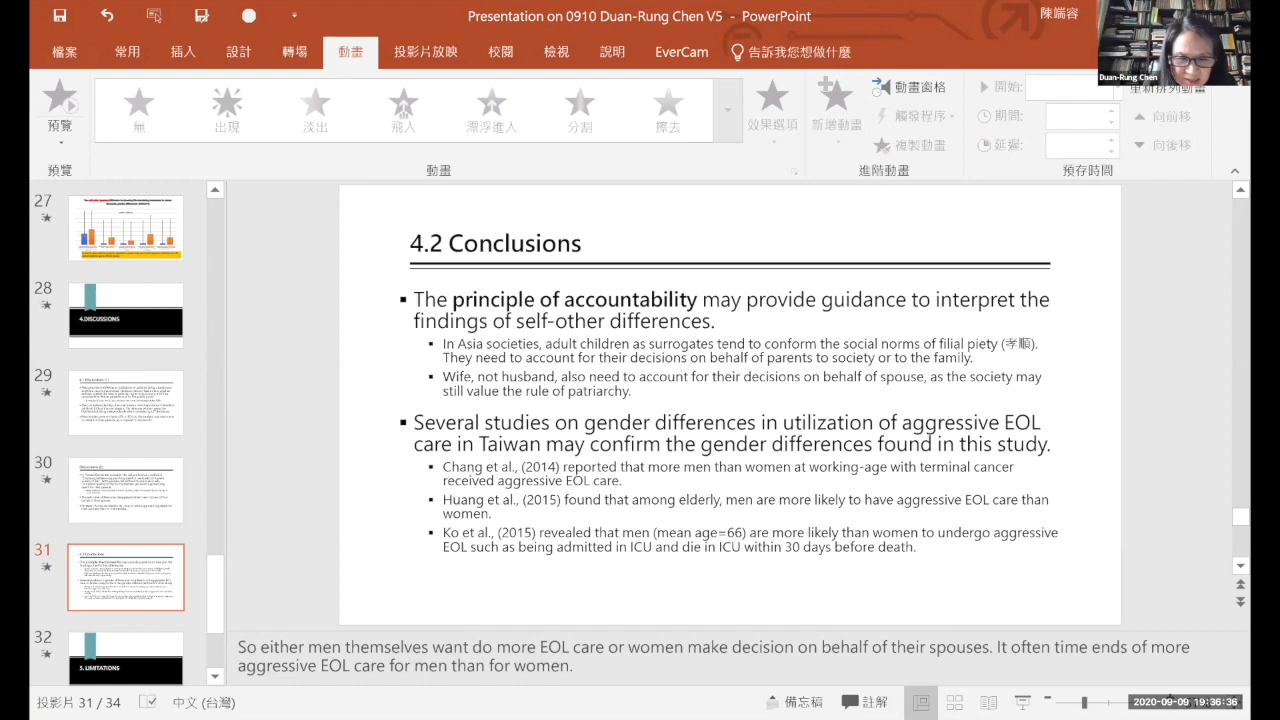 Presentation on 0910 Duan-Rung Chen V5 - PowerPoint
陳端容
檔案 常用 插入 設計 轉場 動畫 投影片放映 校閱 檢視 說明 EverCam 告訴我您想做什麼
Duan-Rung Chen
預覽
無 出現 淡出 飛入 漂浮進入 分割 擦去
效果選項
新增動畫
動畫窗格
觸發程序
複製動畫
開始:
期間:
延遲:
重新排列動畫
向前移
向後移
預覽 動畫 進階動畫 預存時間
27
28
4.DISCUSSIONS
29
30
31
32
5. LIMITATIONS
4.2 Conclusions
▪ The principle of accountability may provide guidance to interpret the
findings of self-other differences.
▪ In Asia societies, adult children as surrogates tend to conform the social norms of filial piety (孝順).
They need to account for their decisions on behalf of parents to society or to the family.
▪ Wife, not husband, also need to account for their decision on behalf of spouse, as the society may
still value the rule of patriarchy.
▪ Several studies on gender differences in utilization of aggressive EOL
care in Taiwan may confirm the gender differences found in this study.
▪ Chang et al., (2014) reported that more men than women at working-age with terminal cancer
received aggressive EOL care.
▪ Huang et al., (2015) found that among elderly, men are more likely to have aggressive EOL care than
women.
▪ Ko et al., (2015) revealed that men (mean age=66) are more likely than women to undergo aggressive
EOL such as being admitted in ICU and die in ICU within 30 days before death.
So either men themselves want do more EOL care or women make decision on behalf of their spouses. It often time ends of more
aggressive EOL care for men than for women.
投影片 31 / 34 中文 (台灣) 備忘稿 註解
2020-09-09 19:36:36